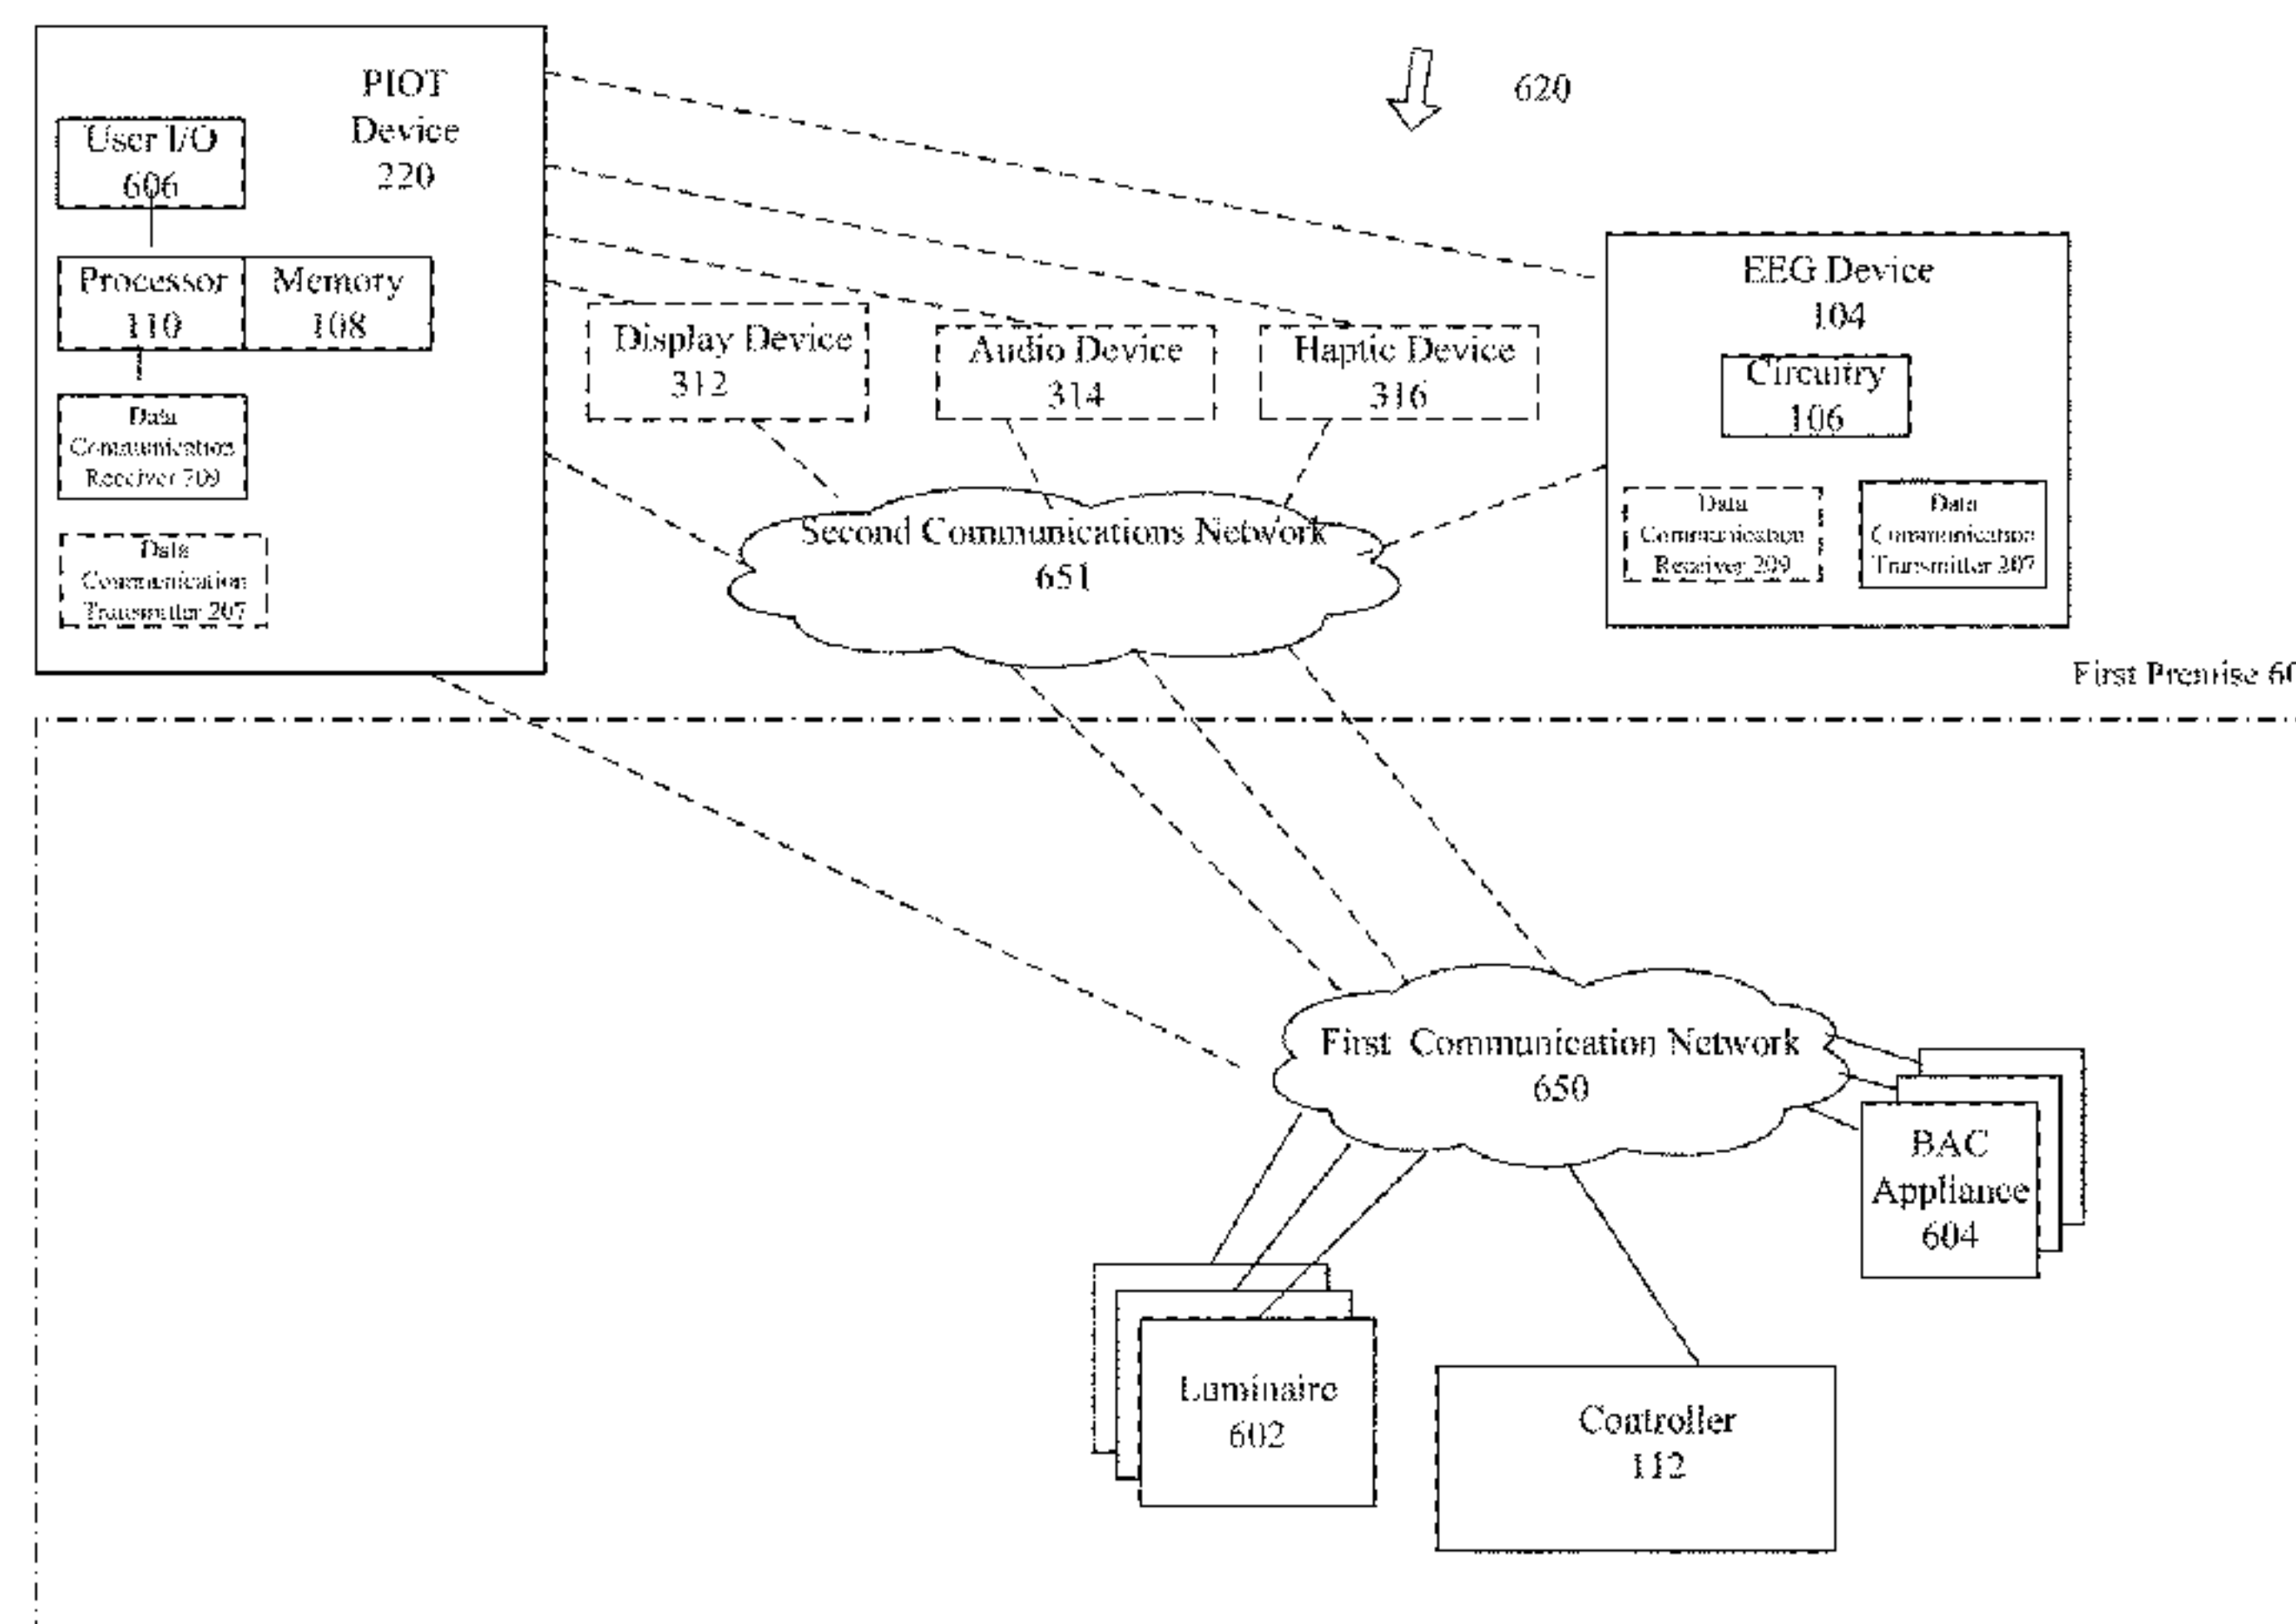 PIOT
Device
220
User I/O
606
Processor
110
Memory
108
Data
Communication
Receiver 209
Data
Communication
Transmitter 207
620
Display Device
312
Audio Device
314
Haptic Device
316
EEG Device
104
Circuitry
106
Data
Communication
Receiver 209
Data
Communication
Transmitter 207
Second Communications Network
651
First Premise 60
First Communication Network
650
BAC
Appliance
604
Luminaire
602
Controller
112